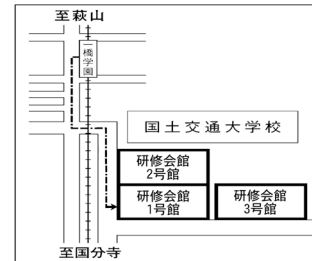 至萩山
一橋学園
国土交通大学校
研修会館
2号館
研修会館
1号館
研修会館
3号館
至国分寺